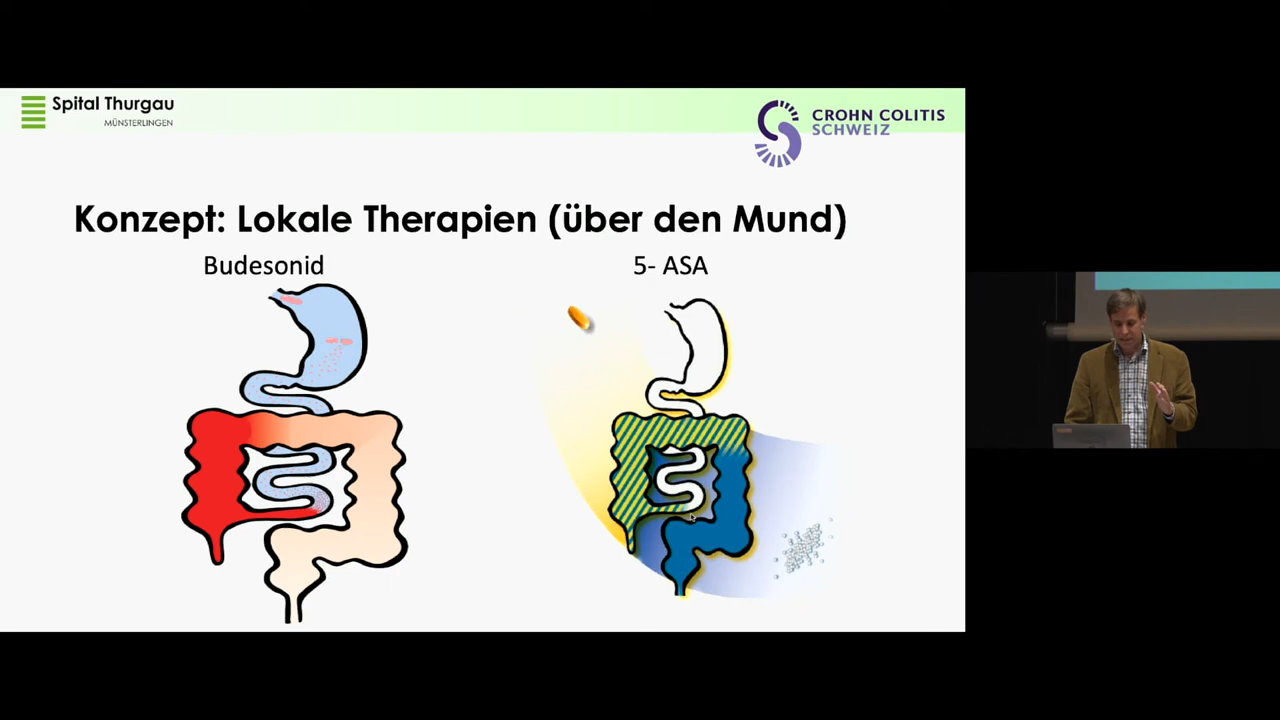 Spital Thurgau
MÜNSTERLINGEN
CROHN COLITIS
SCHWEIZ
Konzept: Lokale Therapien (über den Mund)
Budesonid
5- ASA